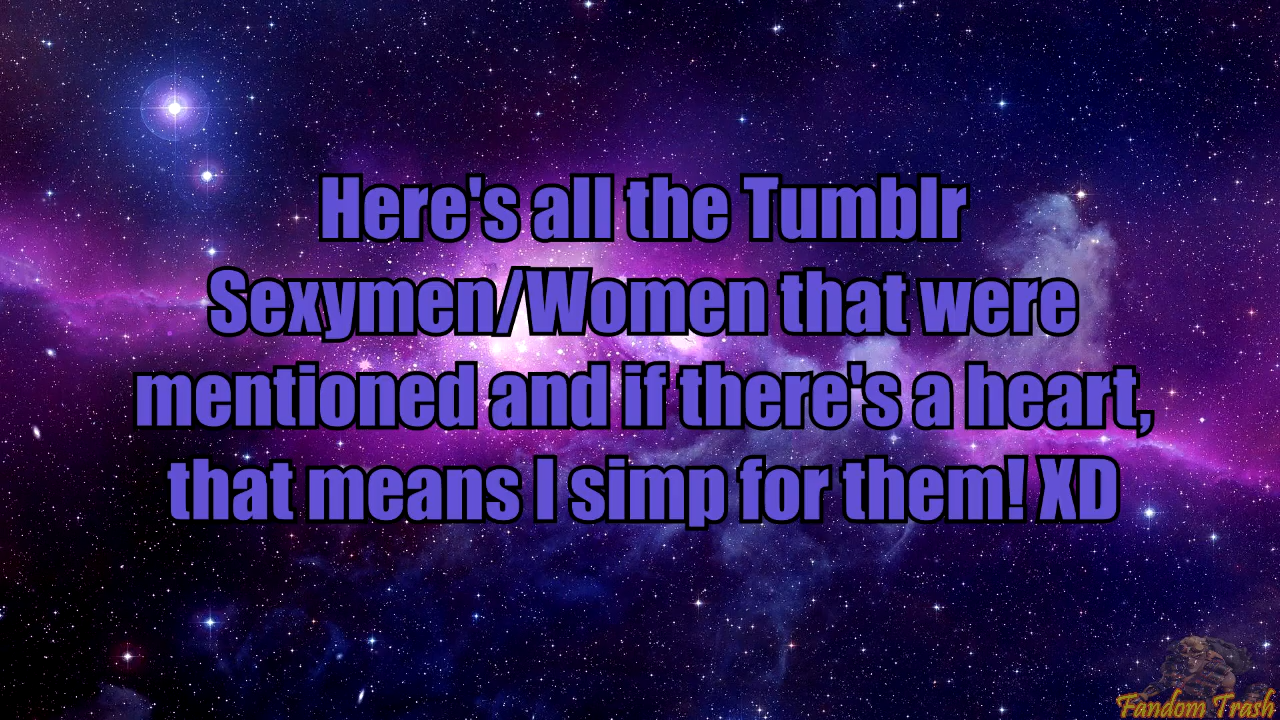 Here's all the Tumblr
Sexymen/Women that were
mentioned and if there's a heart,
that means I simp for them! XD
Fandom Trash